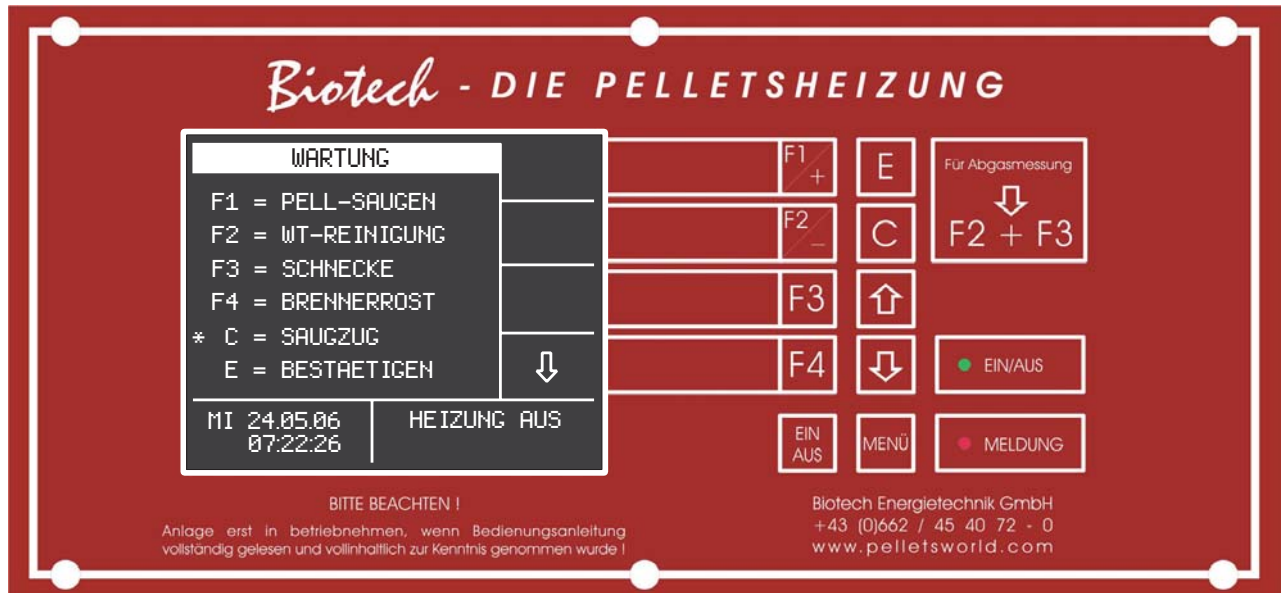 Biotech - DIE PELLETSHEIZUNG
WARTUNG
F1 = PELL-SAUGEN
F2 = WT-REINIGUNG
F3 = SCHNECKE
F4 = BRENNERROST
* C = SAUGZUG
E = BESTAETIGEN
⇩
MI 24.05.06
07:22:26
HEIZUNG AUS
F1/+
E
F2/-
C
F3
⇧
F4
⇩
EIN
AUS
MENÜ
Für Abgasmessung
⇩
F2 + F3
EIN/AUS
MELDUNG
BITTE BEACHTEN !
Anlage erst in betriebnehmen, wenn Bedienungsanleitung
vollständig gelesen und vollinhaltlich zur Kenntnis genommen wurde !
Biotech Energietechnik GmbH
+43 (0)662 / 45 40 72 - 0
www.pelletsworld.com